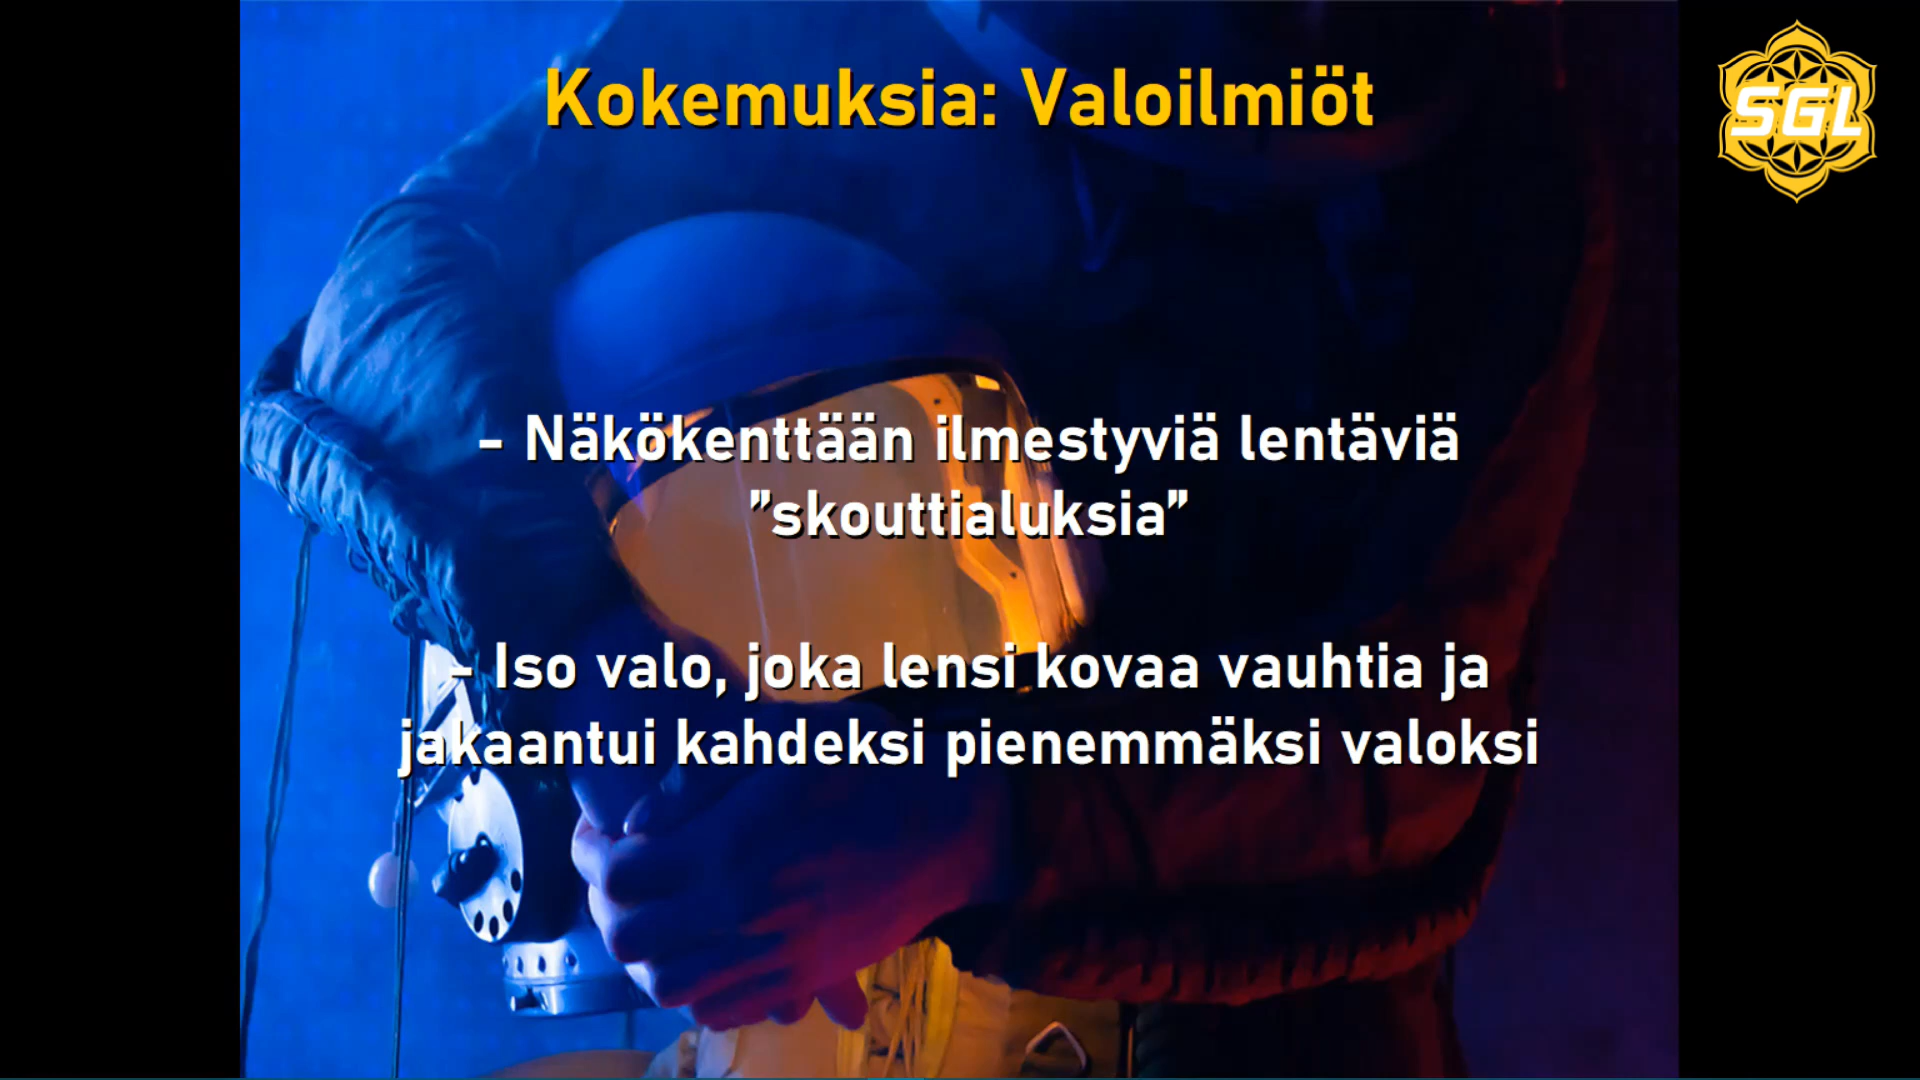 Kokemuksia: Valoilmiöt
SGL
- Näkökenttään ilmestyviä lentäviä
”skouttialuksia”
- Iso valo, joka lensi kovaa vauhtia ja
jakaantui kahdeksi pienemmäksi valoksi